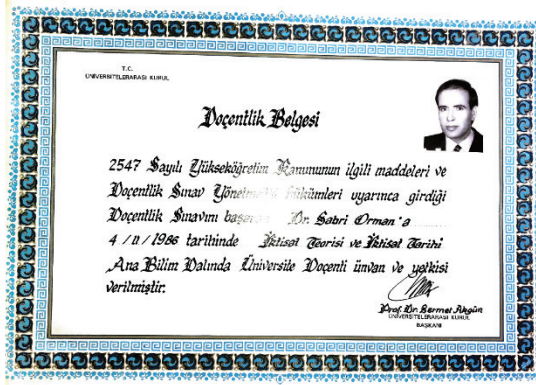 T.C.
ÜNİVERSİTELERARASI KURUL
Doçentlik Belgesi
2547 Sayılı Yükseköğretim Kanununun ilgili maddeleri ve
Doçentlik Sınav Yönetmeliği Hükümleri uyarınca girdiği
Doçentlik Sınavını başaran Dr. Sabri Orman'a
4 / 11 / 1986 tarihinde İktisat Teorisi ve İktisat Tarihi
Ana Bilim Dalında Üniversite Doçenti ünvan ve yetkisi
verilmiştir.
Prof. Dr. Sermet Akgün
ÜNİVERSİTELERARASI KURUL
BAŞKANI